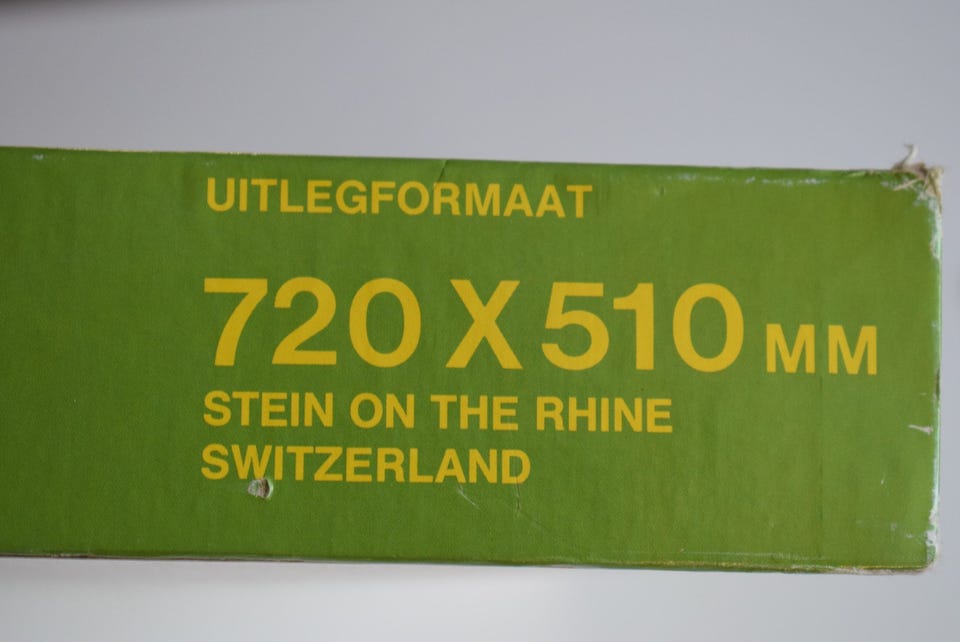 UITLEGFORMAAT
720 X 510 MM
STEIN ON THE RHINE
SWITZERLAND